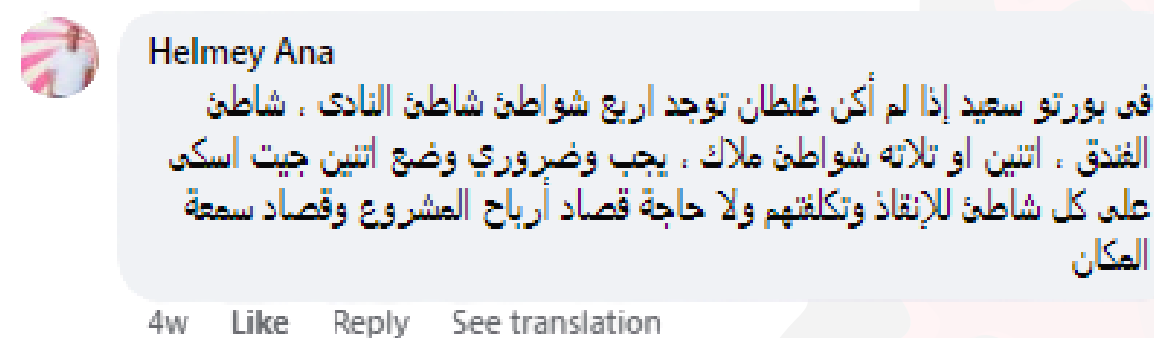 Helmey Ana
فى بورتو سعيد إذا لم أكن غلطان توجد اربع شواطئ شاطئ النادى ، شاطئ
الفندق ، اتنين او تلاته شواطئ ملاك ، يجب وضروري وضع اتنين جيت اسكى
على كل شاطئ للإنقاذ وتكلفتهم ولا حاجة قصاد أرباح المشروع وقصاد سمعة
المكان
4w Like Reply See translation